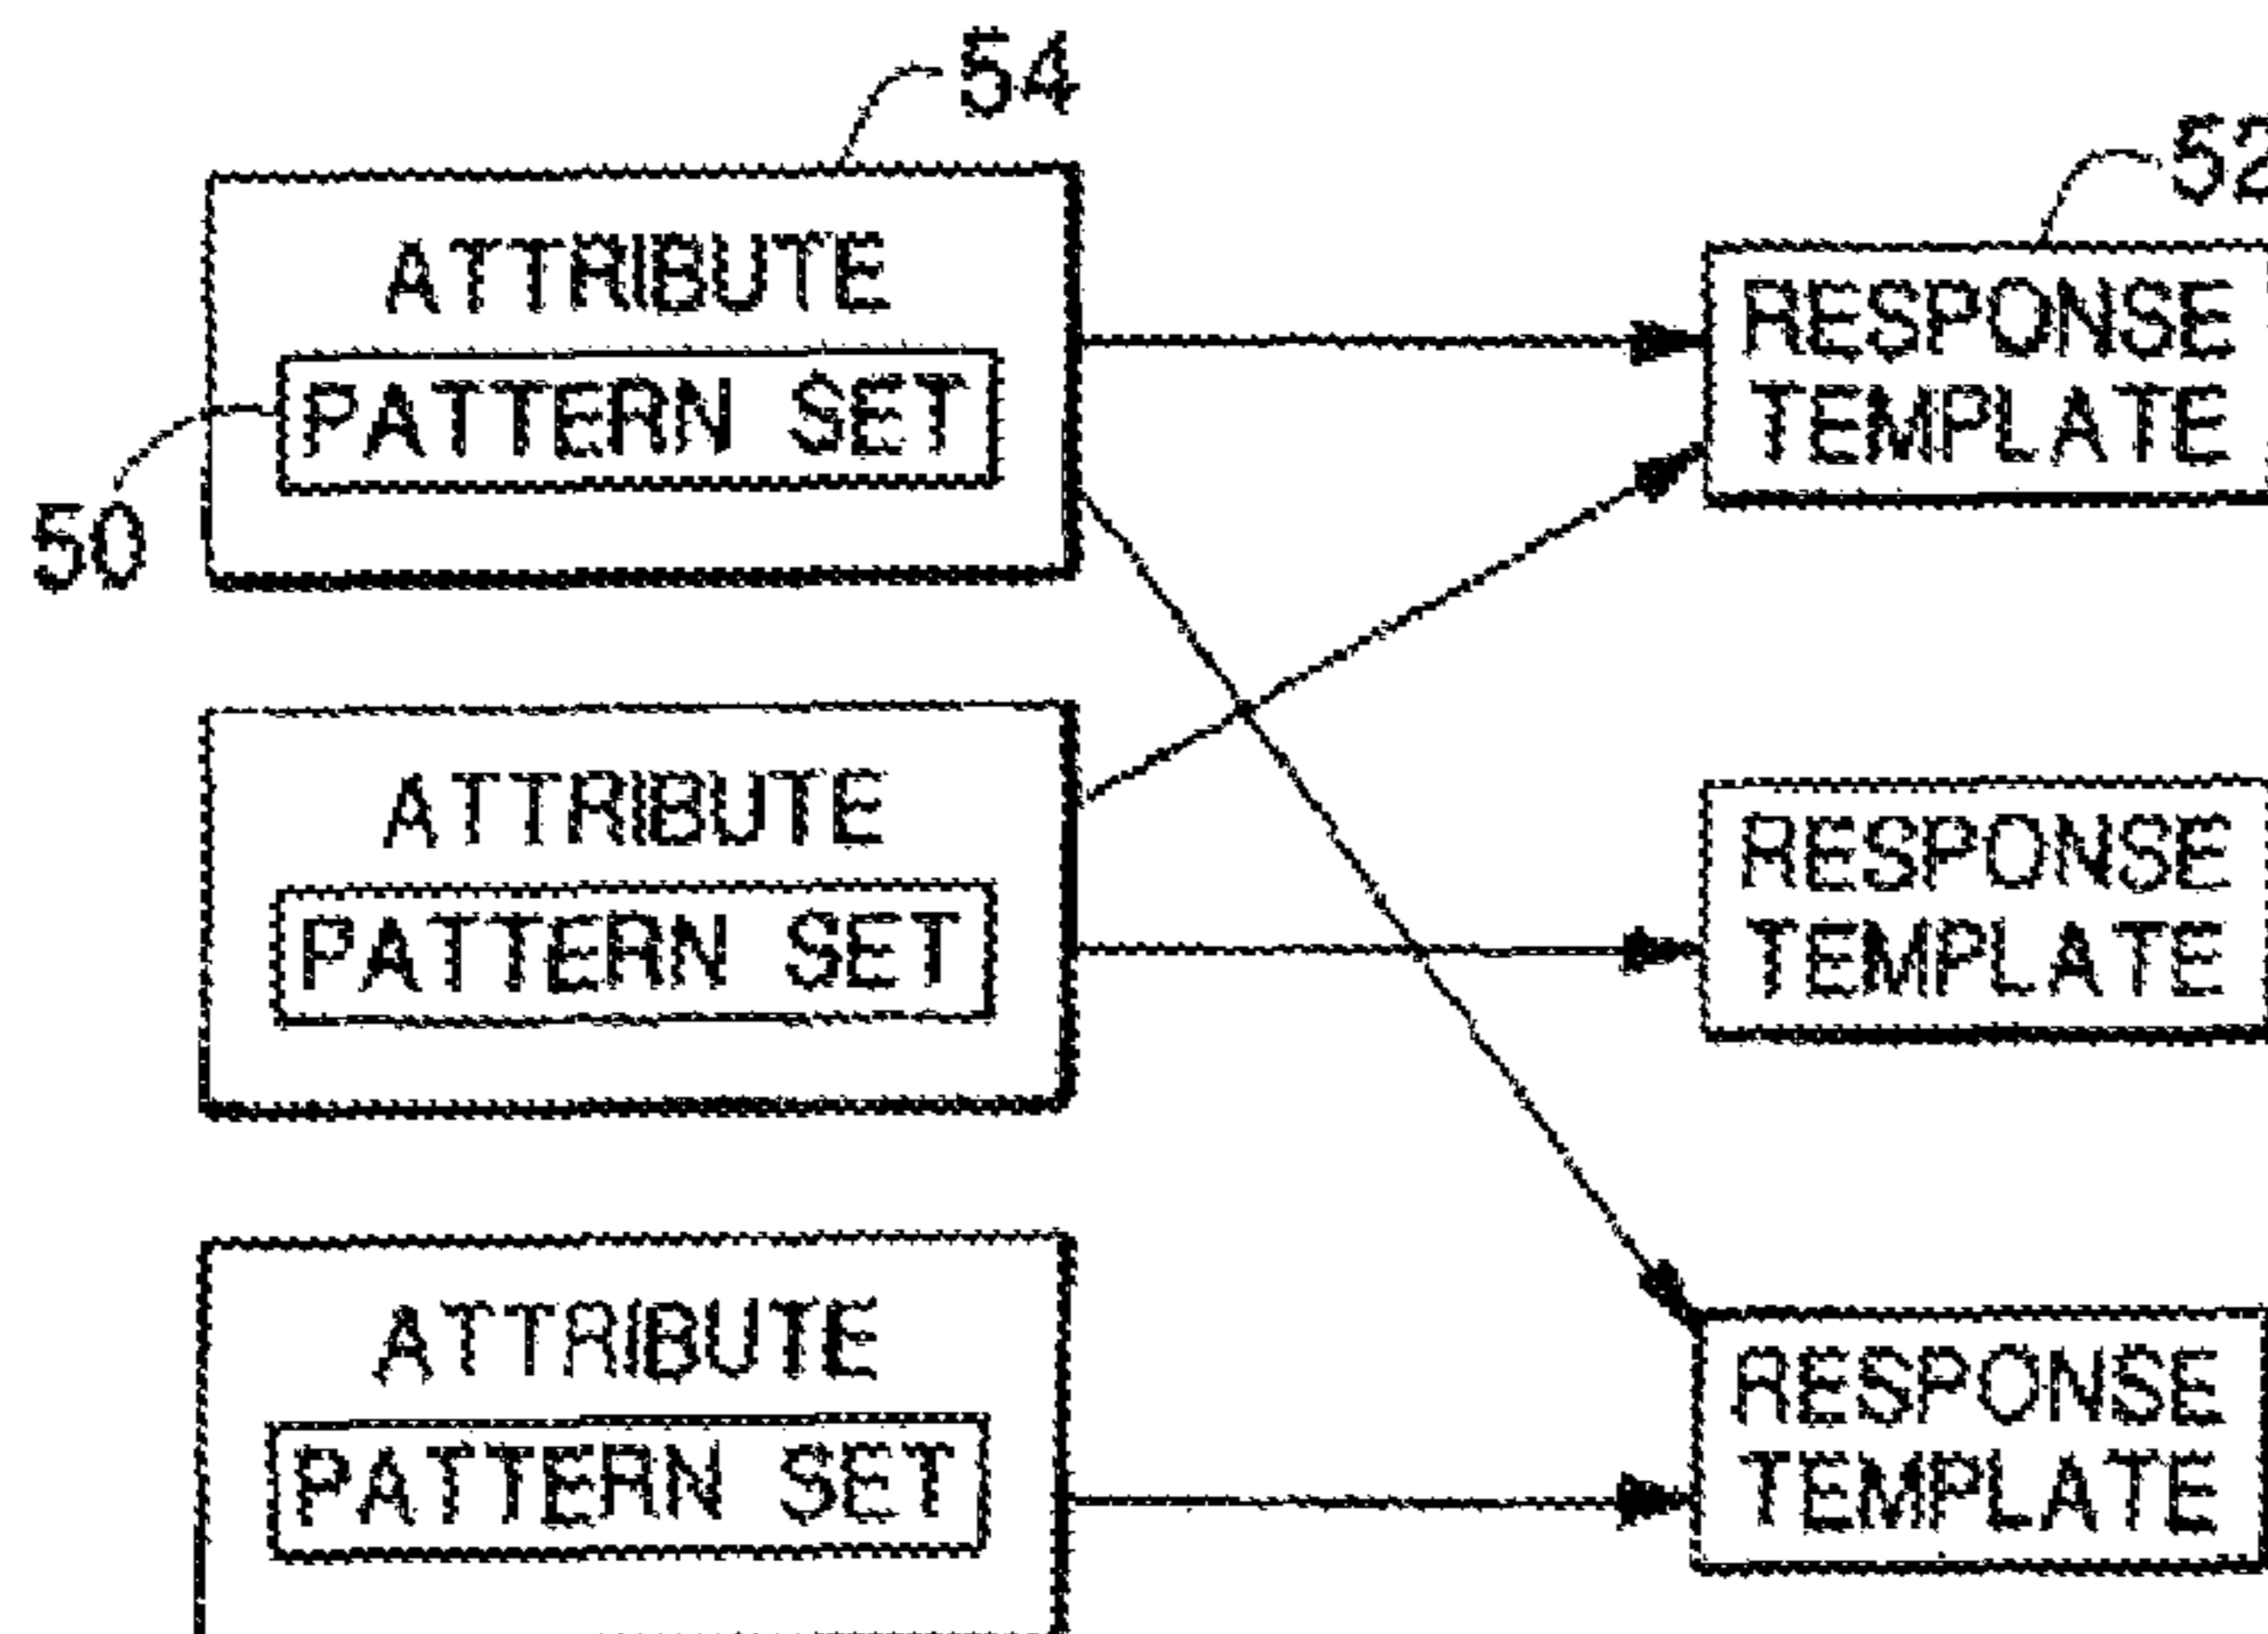 54
52
ATTRIBUTE
PATTERN SET
50
RESPONSE
TEMPLATE
ATTRIBUTE
PATTERN SET
RESPONSE
TEMPLATE
ATTRIBUTE
PATTERN SET
RESPONSE
TEMPLATE